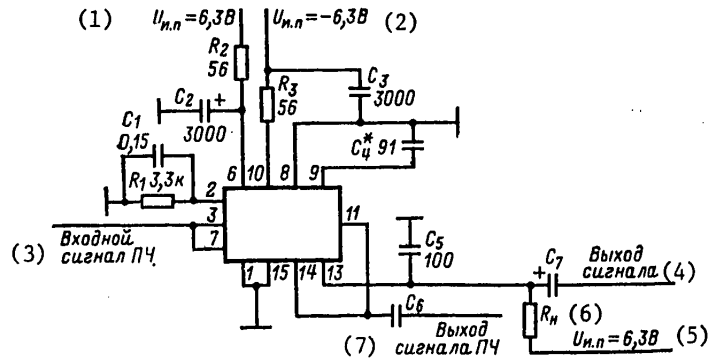 (1) Uи.п=6,3В Uи.п=-6,3В (2)
R2
56
R3
56
C3
3000
C2
+
3000
C4* 91
C1
0,15
R1 3,3к
6 10 8 9
2
3
7
11
(3) Входной
сигнал ПЧ
1 15 14 13
C5
100
C6
+ C7
Выход
сигнала (4)
Rн (6)
Uи.п=6,3В (5)
(7) Выход
сигнала ПЧ